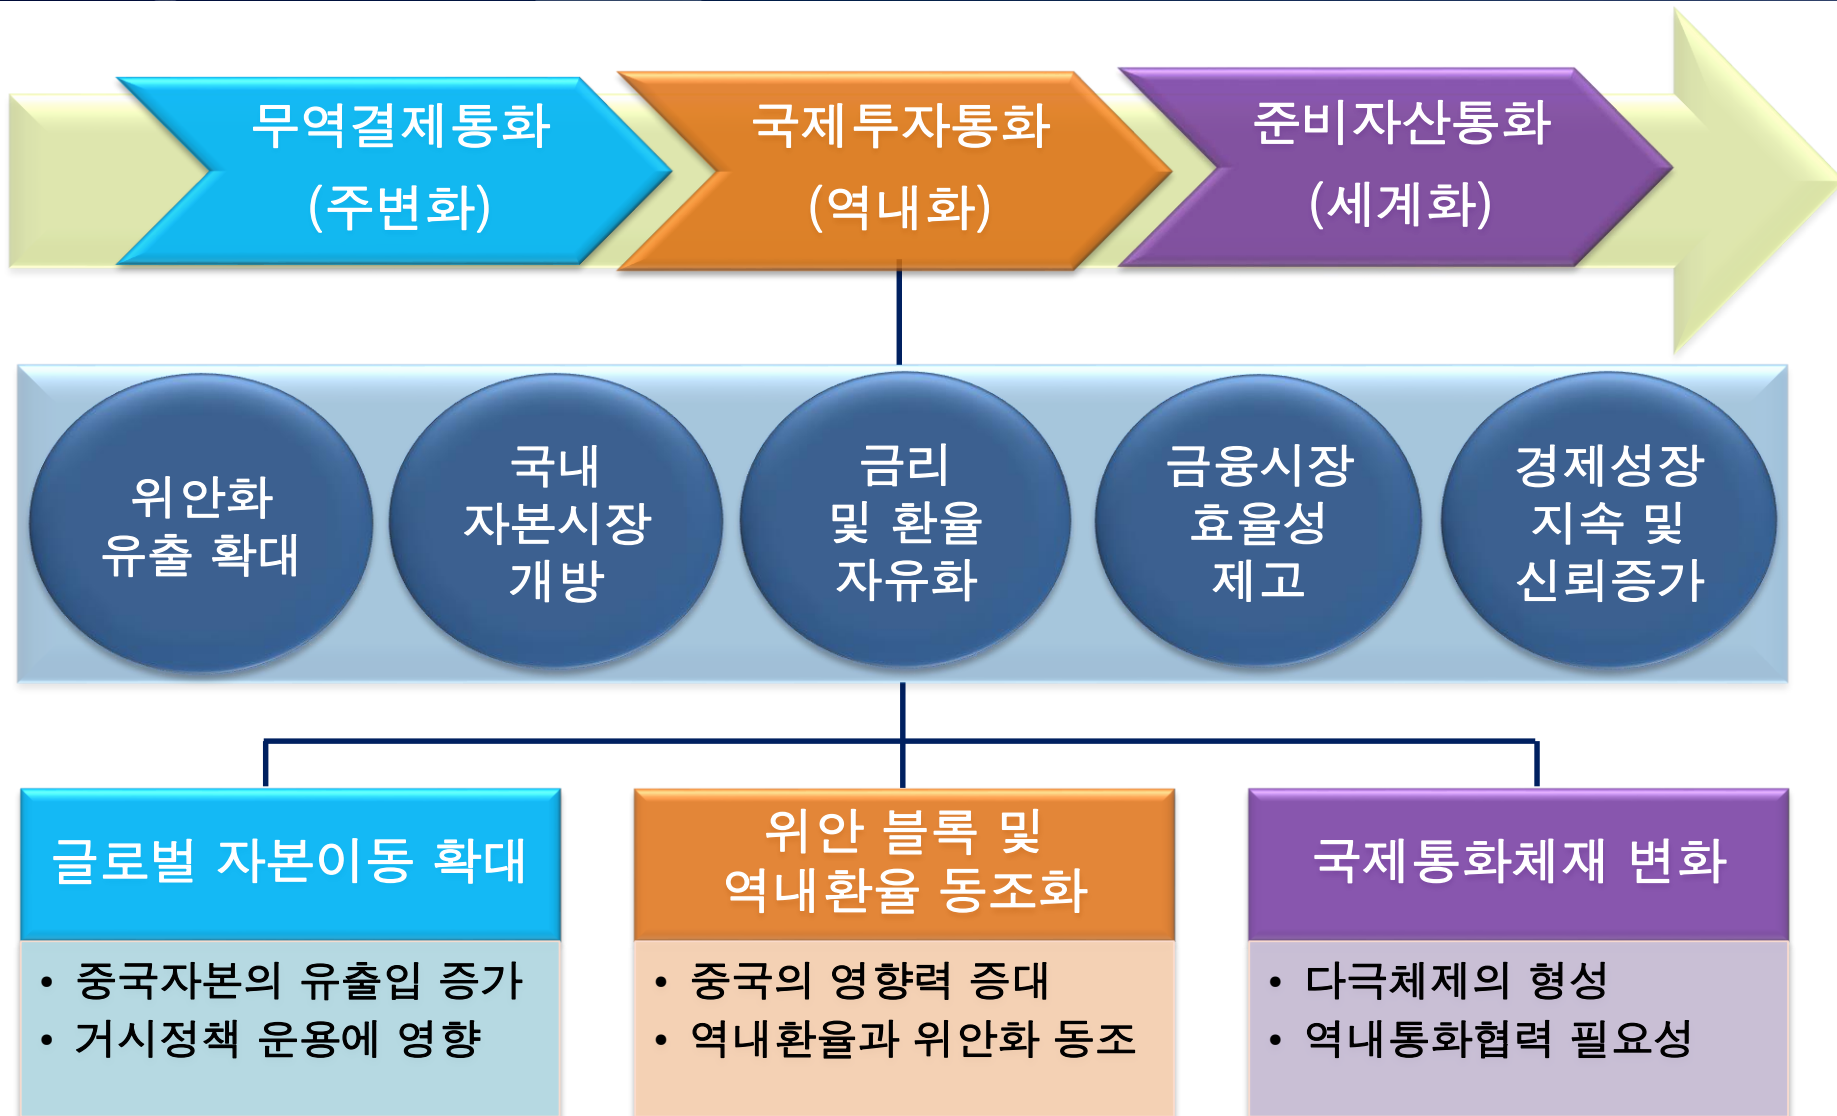 무역결제통화
(주변화)
국제투자통화
(역내화)
준비자산통화
(세계화)
위안화
유출 확대
국내
자본시장
개방
금리
및 환율
자유화
금융시장
효율성
제고
경제성장
지속 및
신뢰증가
글로벌 자본이동 확대
• 중국자본의 유출입 증가
• 거시정책 운용에 영향
위안 블록 및
역내환율 동조화
• 중국의 영향력 증대
• 역내환율과 위안화 동조
국제통화체재 변화
• 다극체제의 형성
• 역내통화협력 필요성